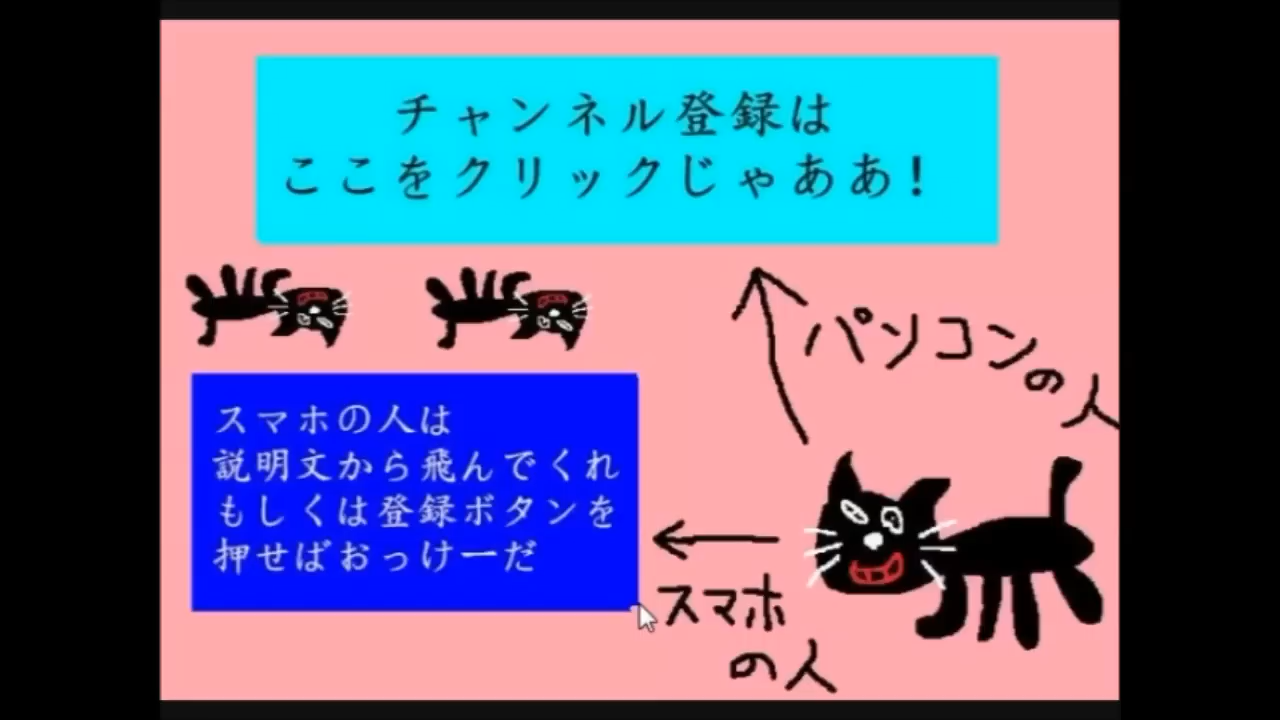 チャンネル登録は
ここをクリックじゃああ!
パソコンの人
スマホの人は
説明文から飛んでくれ
もしくは登録ボタンを
押せばおっけーだ
スマホ
の人